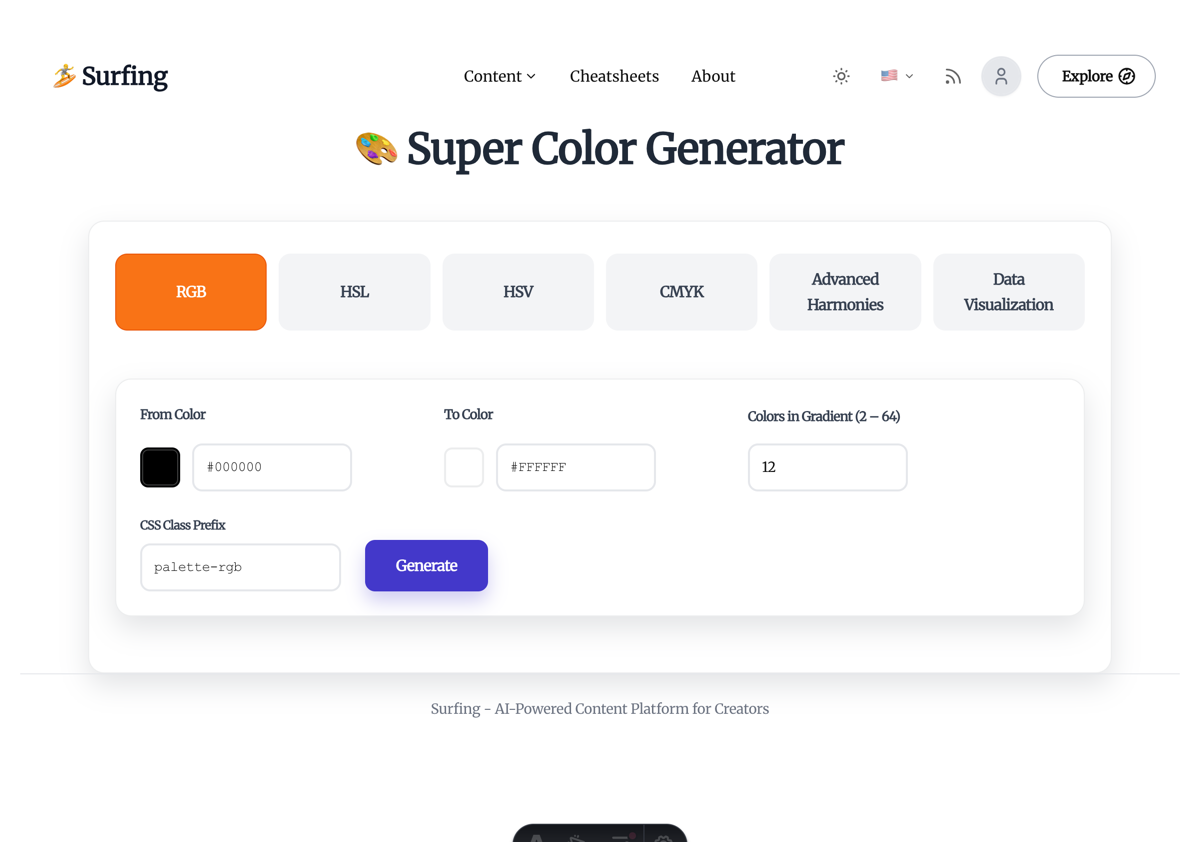 Surfing
Content
Cheatsheets
About
Explore
Super Color Generator
RGB
HSL
HSV
CMYK
Advanced
Harmonies
Data
Visualization
From Color
To Color
Colors in Gradient (2 – 64)
#000000
#FFFFFF
12
CSS Class Prefix
palette-rgb
Generate
Surfing - AI-Powered Content Platform for Creators